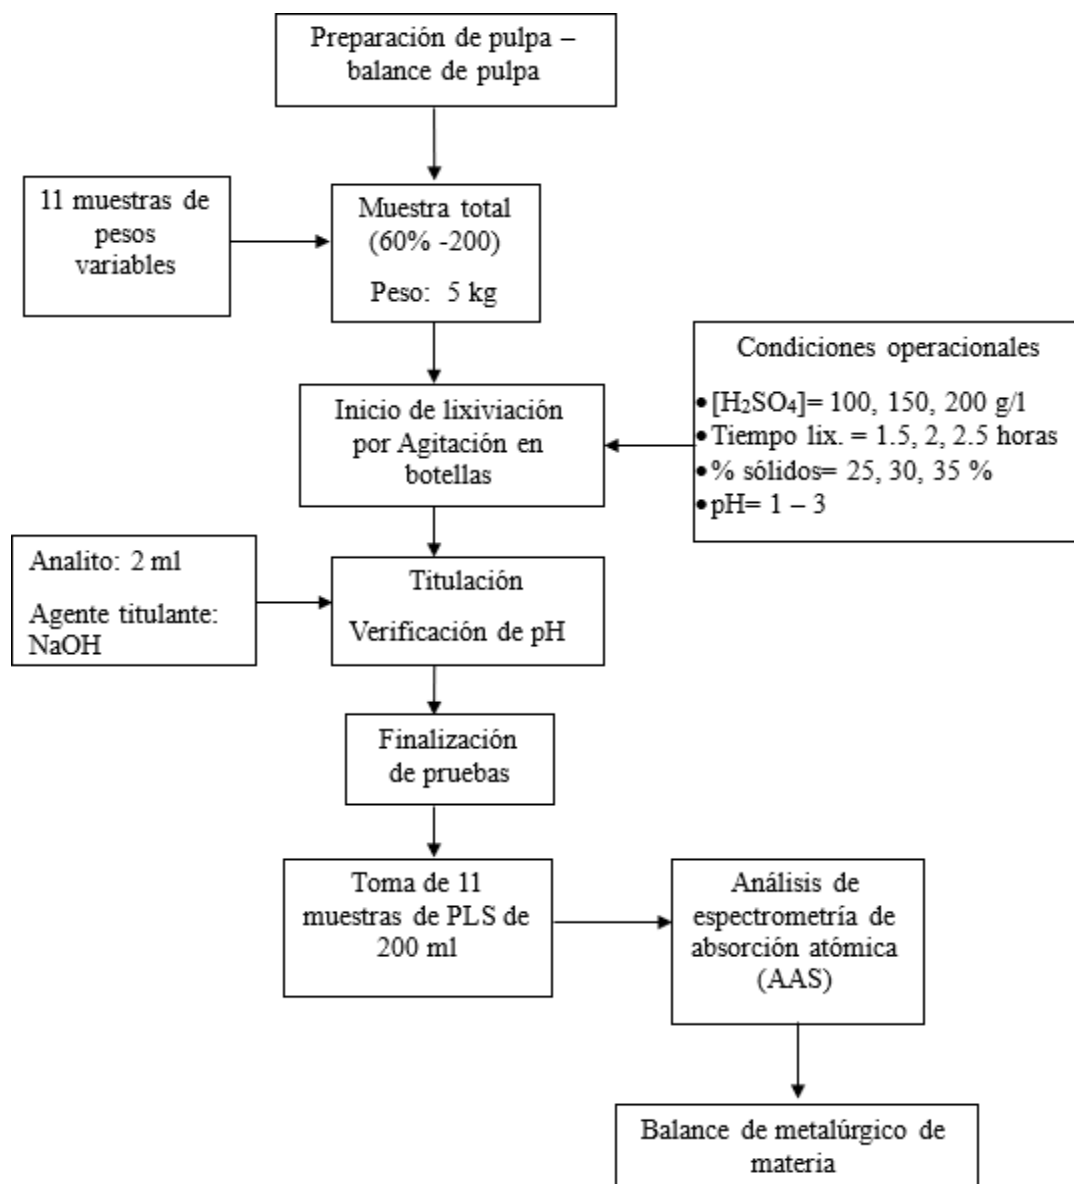 Preparación de pulpa –
balance de pulpa
11 muestras de
pesos
variables
Muestra total
(60% -200)
Peso: 5 kg
Condiciones operacionales
•[H₂SO₄]= 100, 150, 200 g/l
•Tiempo lix. = 1.5, 2, 2.5 horas
•% sólidos= 25, 30, 35 %
•pH= 1 – 3
Inicio de lixiviación
por Agitación en
botellas
Analito: 2 ml
Agente titulante:
NaOH
Titulación
Verificación de pH
Finalización
de pruebas
Toma de 11
muestras de PLS de
200 ml
Análisis de
espectrometría de
absorción atómica
(AAS)
Balance de metalúrgico de
materia